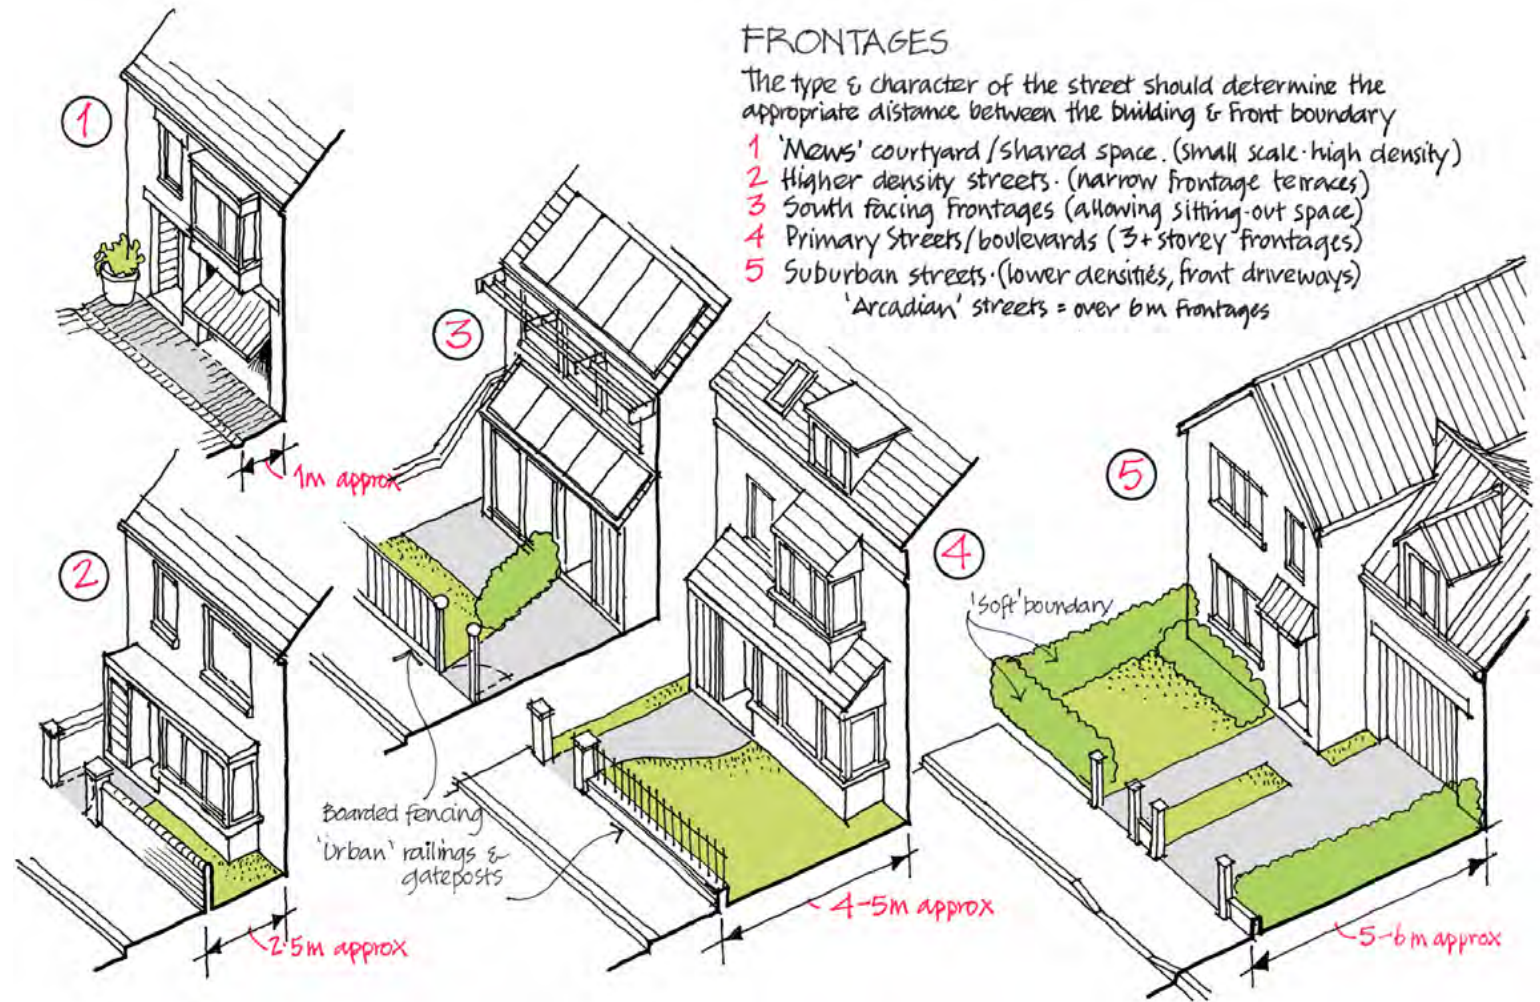 FRONTAGES
The type & character of the street should determine the
appropriate distance between the building & front boundary
1 'Mews' courtyard/shared space. (small scale·high density)
2 Higher density streets· (narrow frontage terraces)
3 South facing frontages (allowing sitting-out space)
4 Primary Streets/boulevards (3+storey frontages)
5 Suburban streets·(lower densities, front driveways)
'Arcadian' streets = over 6m frontages
1
1m approx
2
2·5m approx
3
Boarded fencing
'Urban' railings &
gateposts
4
4-5m approx
5
'Soft' boundary
5-6m approx